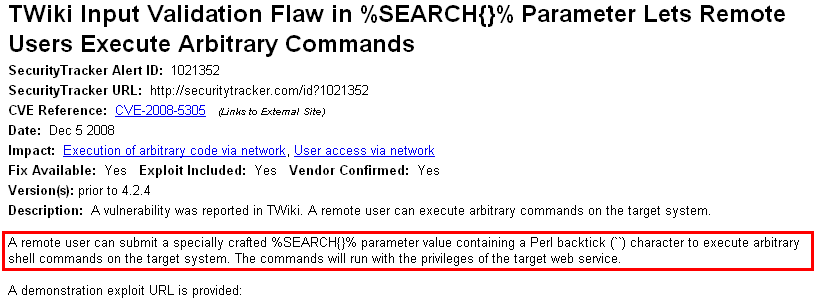 TWiki Input Validation Flaw in %SEARCH{}% Parameter Lets Remote
Users Execute Arbitrary Commands
SecurityTracker Alert ID: 1021352
SecurityTracker URL: http://securitytracker.com/id?1021352
CVE Reference: CVE-2008-5305 (Links to External Site)
Date: Dec 5 2008
Impact: Execution of arbitrary code via network, User access via network
Fix Available: Yes Exploit Included: Yes Vendor Confirmed: Yes
Version(s): prior to 4.2.4
Description: A vulnerability was reported in TWiki. A remote user can execute arbitrary commands on the target system.
A remote user can submit a specially crafted %SEARCH{}% parameter value containing a Perl backtick (``) character to execute arbitrary
shell commands on the target system. The commands will run with the privileges of the target web service.
A demonstration exploit URL is provided: